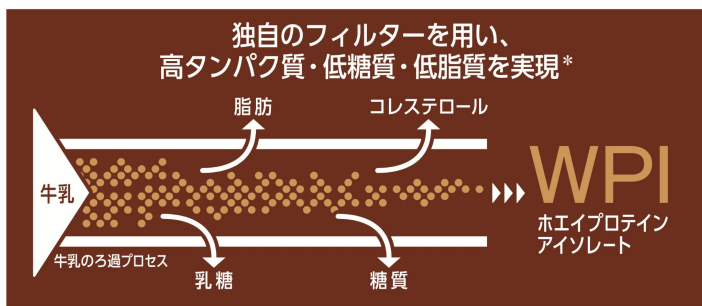 独自のフィルターを用い、
高タンパク質・低糖質・低脂質を実現*
脂肪
コレステロール
牛乳
WPI
ホエイプロテイン
アイソレート
牛乳のろ過プロセス
乳糖
糖質